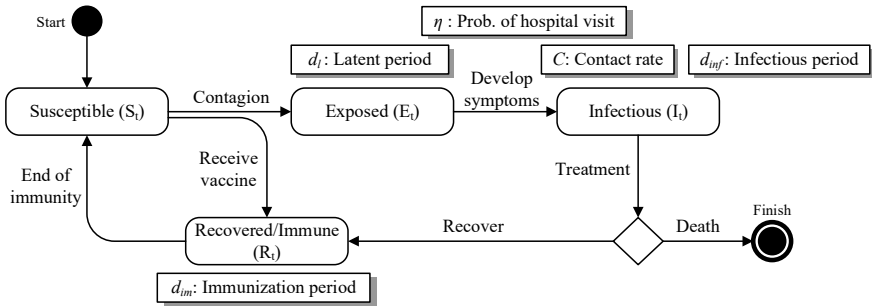 Start
η : Prob. of hospital visit
d_l : Latent period
C: Contact rate
d_inf : Infectious period
Susceptible (S_t)
Contagion
Exposed (E_t)
Develop
symptoms
Infectious (I_t)
End of
immunity
Receive
vaccine
Treatment
Recovered/Immune
(R_t)
Recover
Death
Finish
d_im: Immunization period